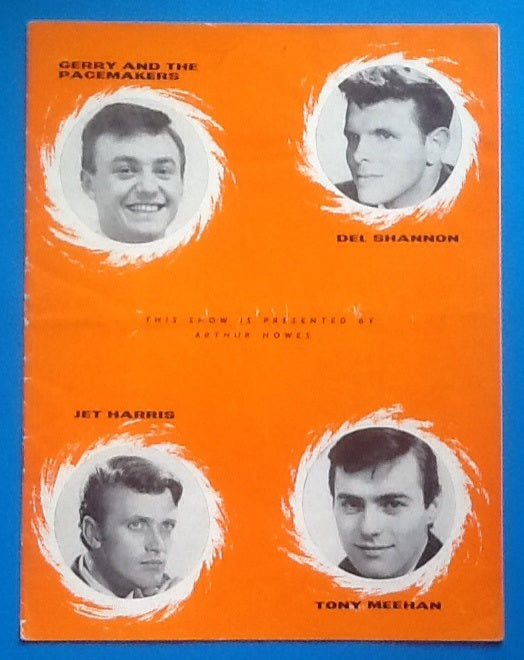 GERRY AND THE
PACEMAKERS
DEL SHANNON
THIS SHOW IS PRESENTED BY
ARTHUR HOWES
JET HARRIS
TONY MEEHAN